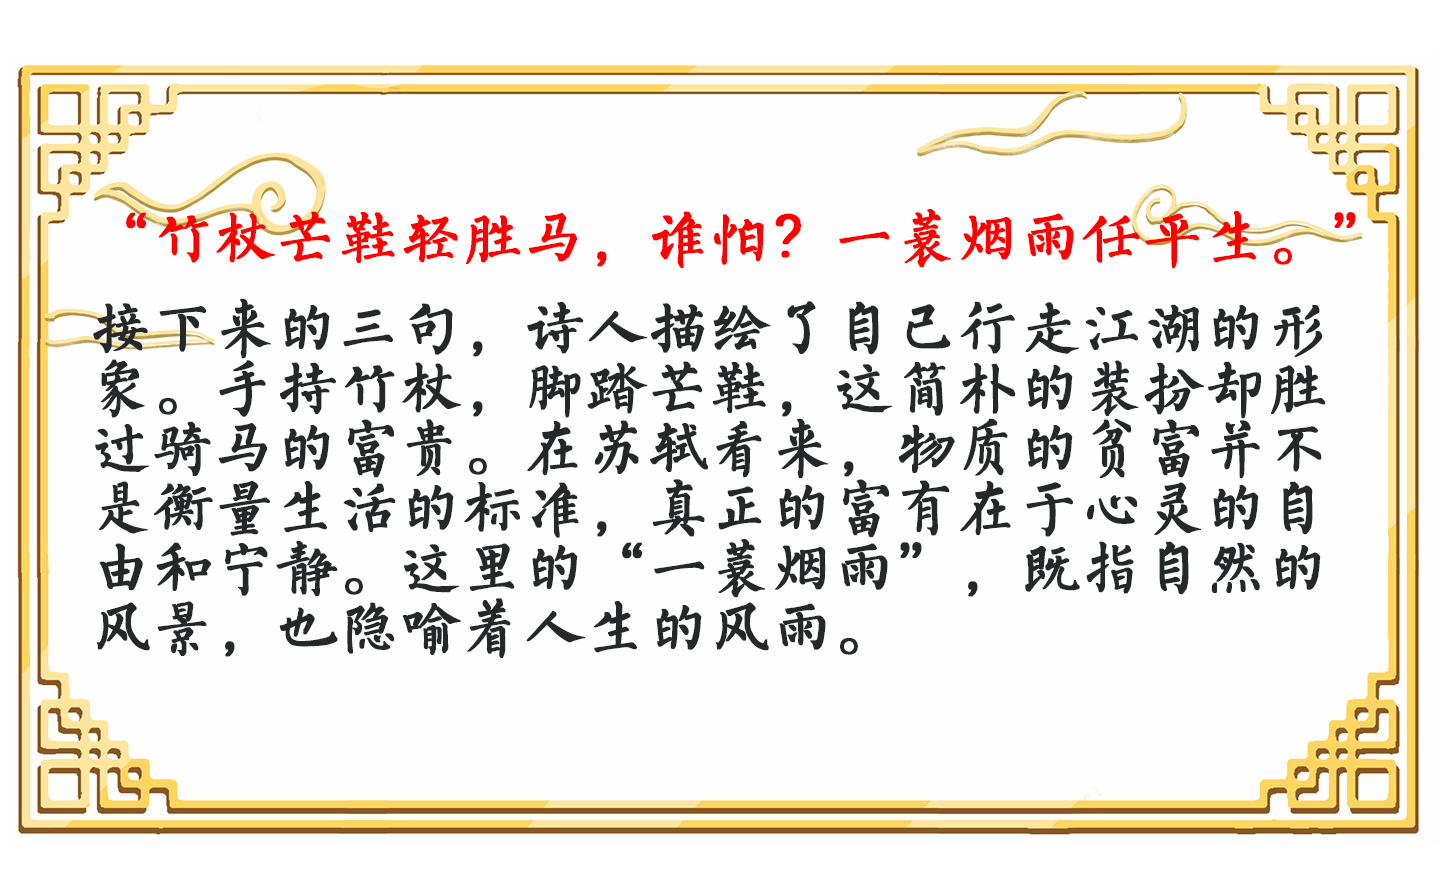 “竹杖芒鞋轻胜马，谁怕？一蓑烟雨任平生。”
接下来的三句，诗人描绘了自己行走江湖的形
象。手持竹杖，脚踏芒鞋，这简朴的装扮却胜
过骑马的富贵。在苏轼看来，物质的贫富并不
是衡量生活的标准，真正的富有在于心灵的自
由和宁静。这里的“一蓑烟雨”，既指自然的
风景，也隐喻着人生的风雨。